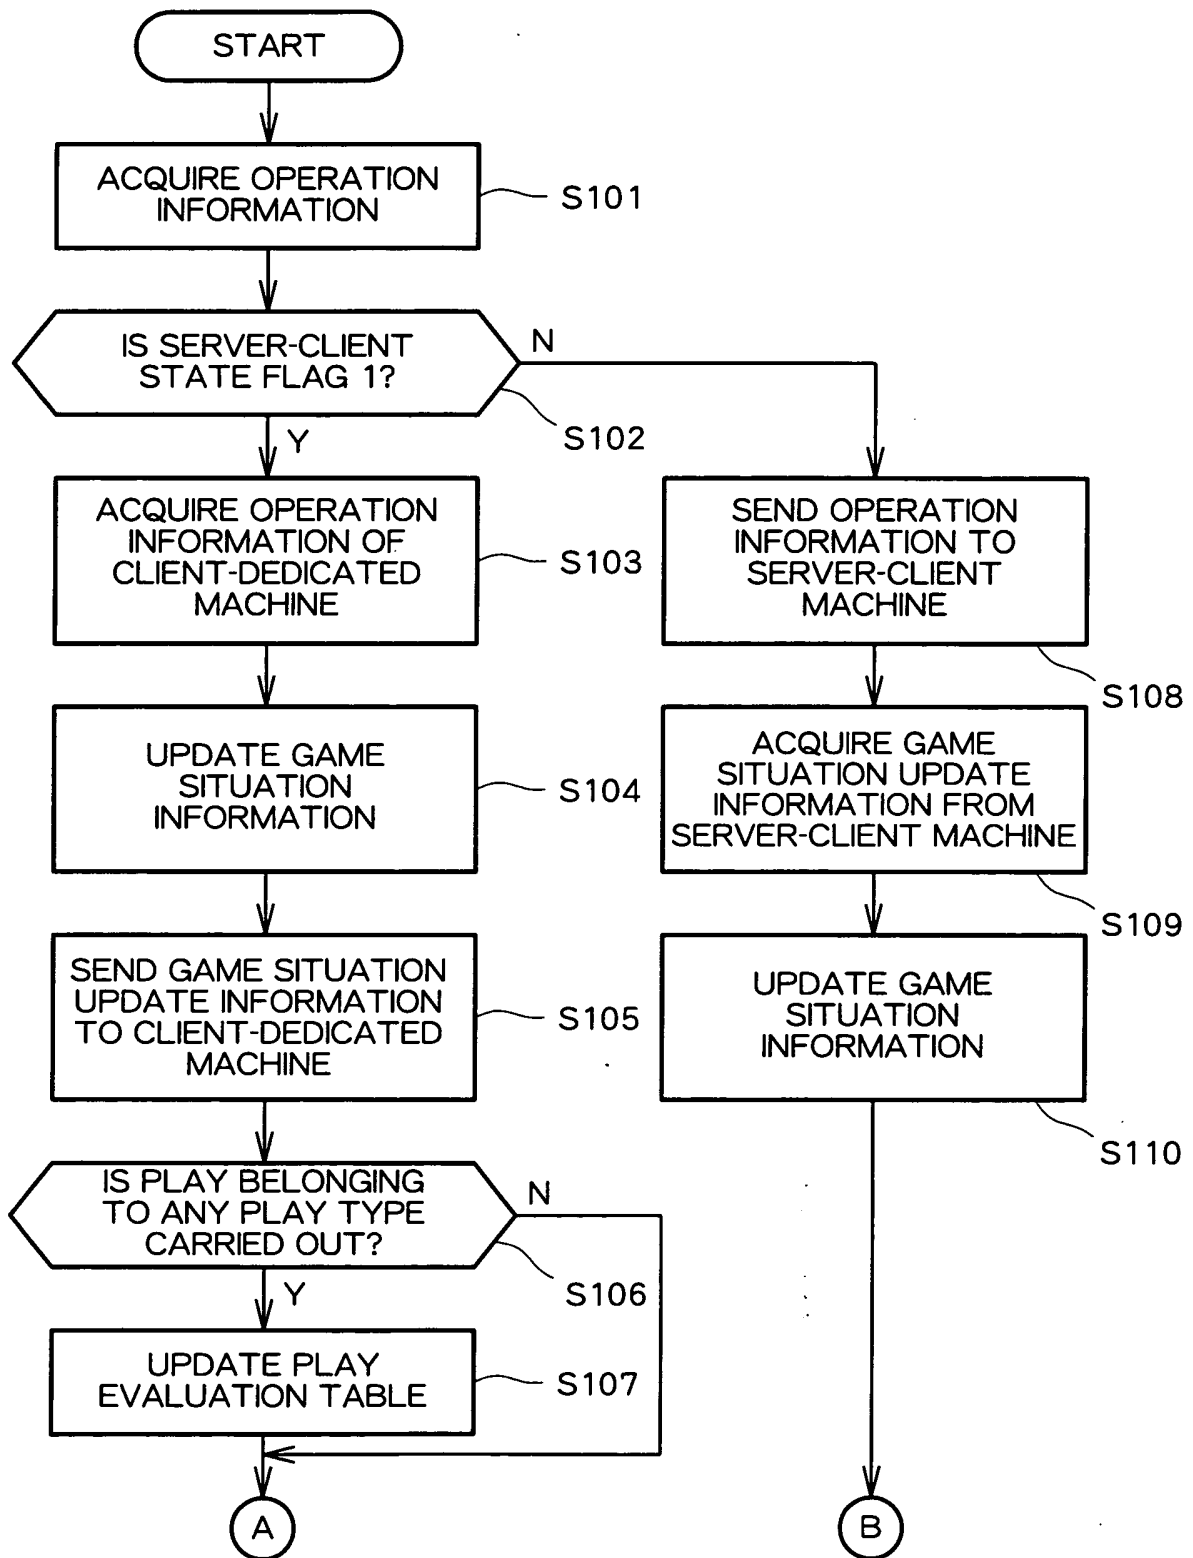 START
ACQUIRE OPERATION
INFORMATION
S101
IS SERVER-CLIENT
STATE FLAG 1?
N
S102
Y
ACQUIRE OPERATION
INFORMATION OF
CLIENT-DEDICATED
MACHINE
S103
SEND OPERATION
INFORMATION TO
SERVER-CLIENT
MACHINE
S108
UPDATE GAME
SITUATION
INFORMATION
S104
ACQUIRE GAME
SITUATION UPDATE
INFORMATION FROM
SERVER-CLIENT MACHINE
S109
SEND GAME SITUATION
UPDATE INFORMATION
TO CLIENT-DEDICATED
MACHINE
S105
UPDATE GAME
SITUATION
INFORMATION
S110
IS PLAY BELONGING
TO ANY PLAY TYPE
CARRIED OUT?
N
S106
Y
UPDATE PLAY
EVALUATION TABLE
S107
A
B